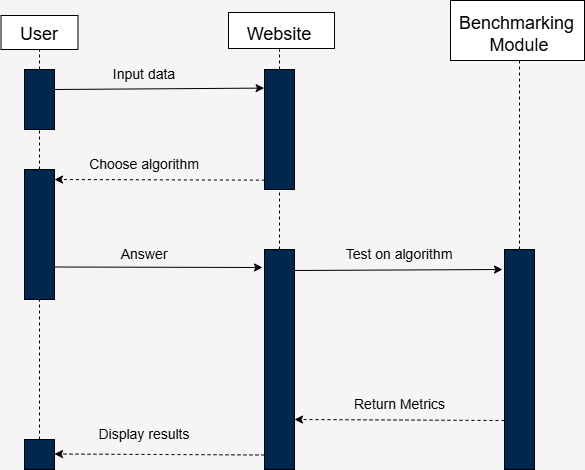 User
Website
Benchmarking
Module
Input data
Choose algorithm
Answer
Test on algorithm
Return Metrics
Display results